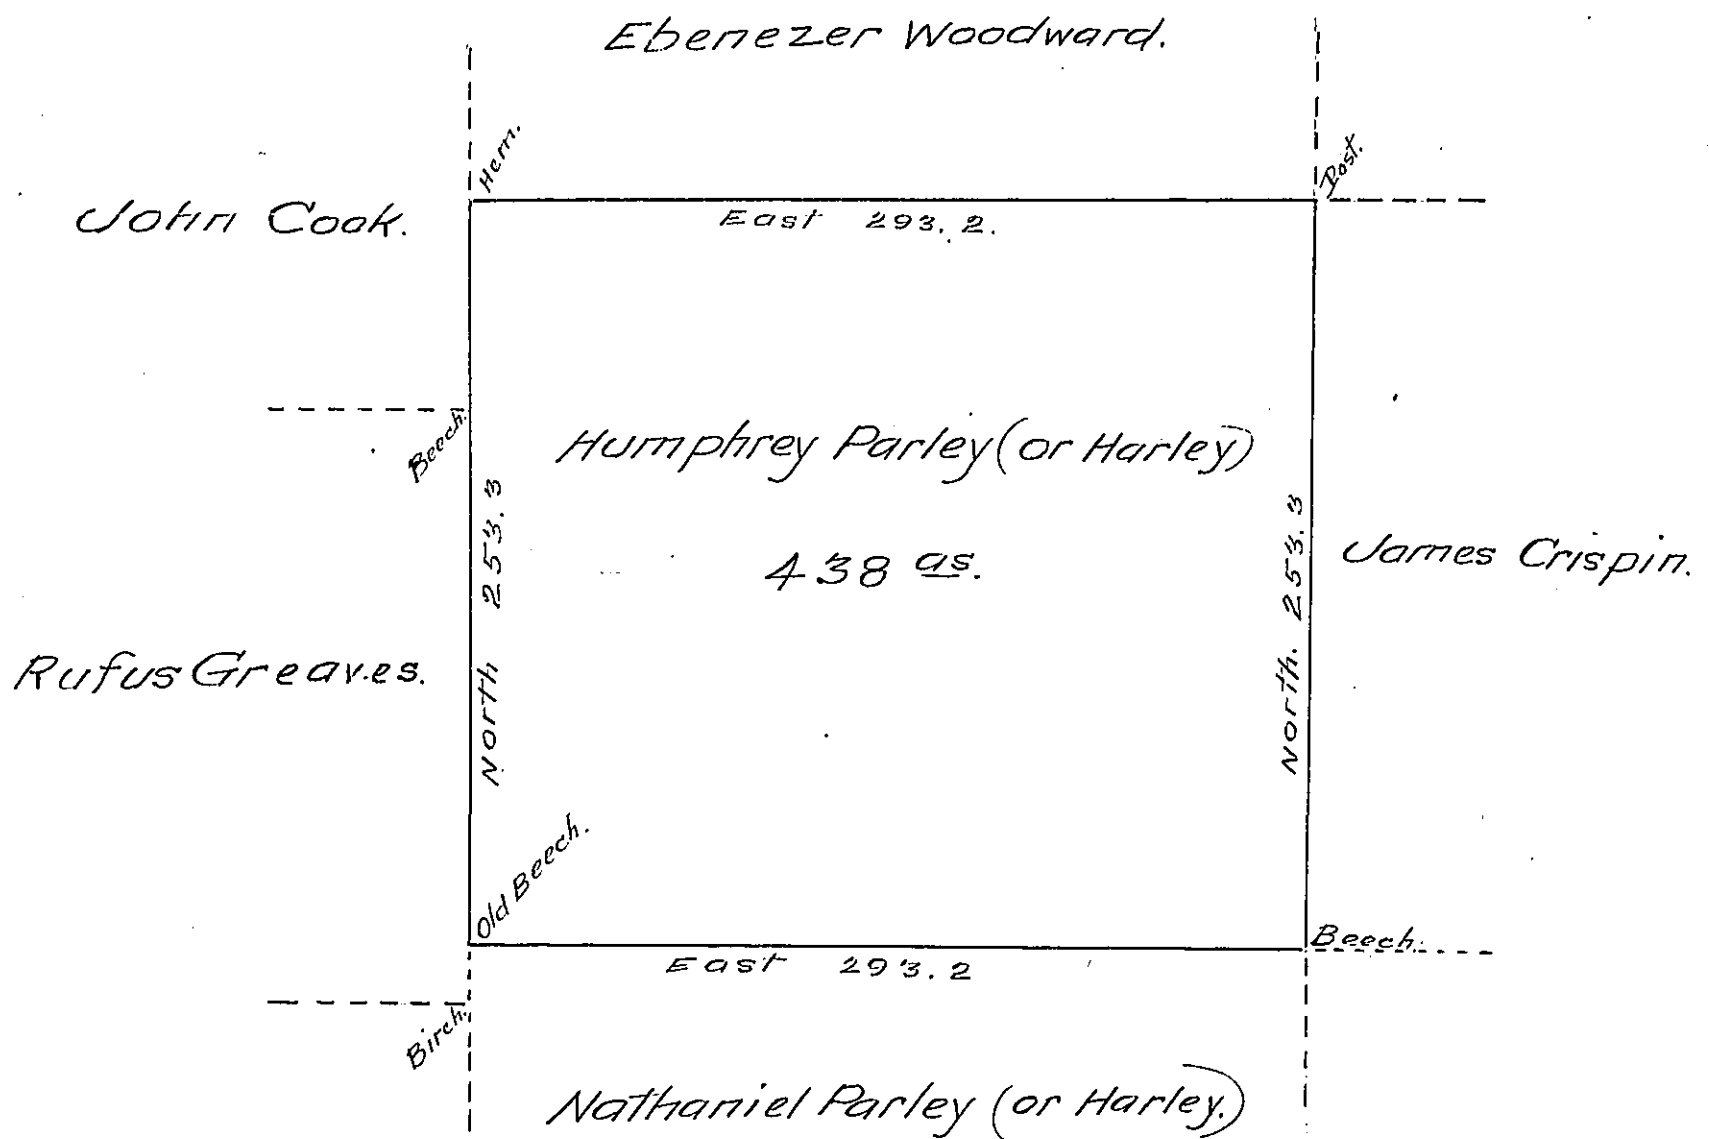 Ebenezer Woodward.
Hem.
Post.
John Cook.
East 293.2.
Beech.
Humphrey Parley (or Harley)
438 as.
North 253.3
North. 253.3
James Crispin.
Rufus Greaves.
Old Beech.
Beech.
East 293.2
Birch.
Nathaniel Parley (or Harley.)